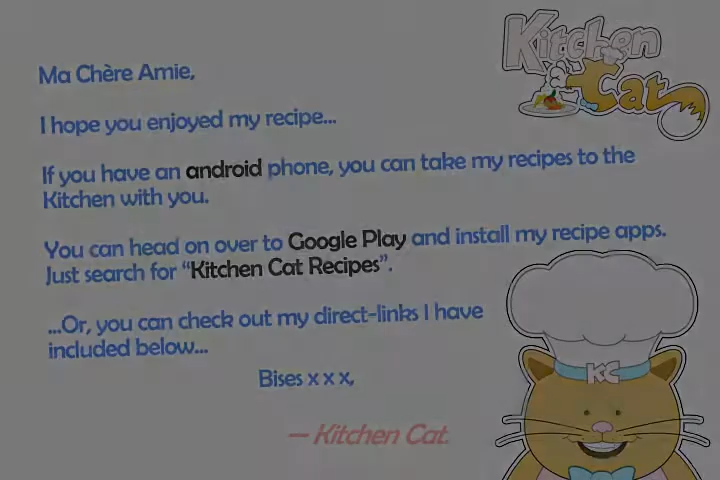 Kitchen
Cat
Ma Chère Amie,
I hope you enjoyed my recipe...
If you have an android phone, you can take my recipes to the
Kitchen with you.
You can head on over to Google Play and install my recipe apps.
Just search for “Kitchen Cat Recipes”.
...Or, you can check out my direct-links I have
included below...
Bises x x x,
— Kitchen Cat.
KC